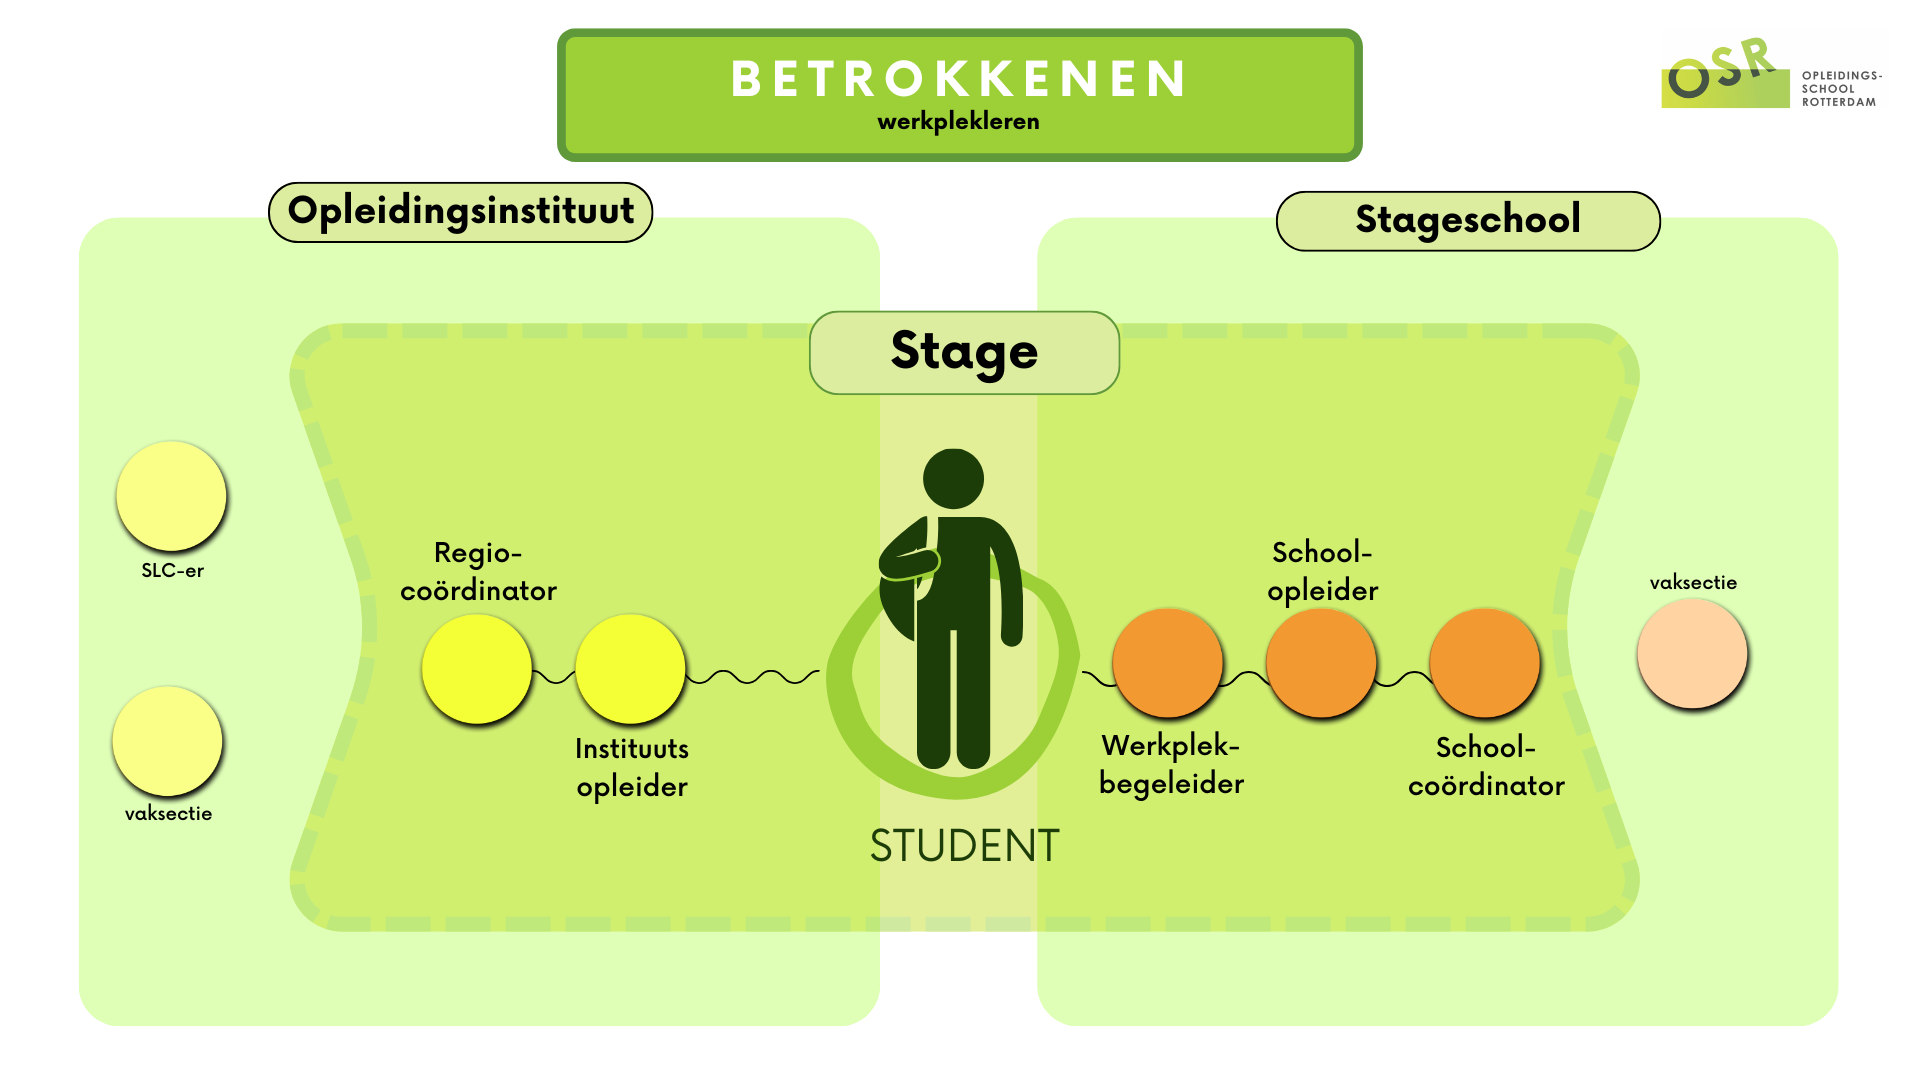 BETROKKENEN
werkplekleren
OSR
OPLEIDINGS-
SCHOOL
ROTTERDAM
Opleidingsinstituut
Stageschool
Stage
SLC-er
vaksectie
Regio-
coördinator
Instituuts
opleider
STUDENT
Werkplek-
begeleider
School-
opleider
School-
coördinator
vaksectie